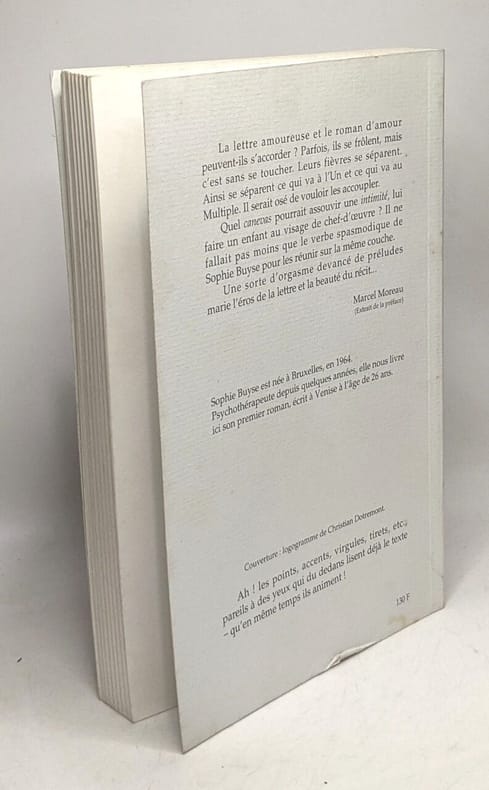 La lettre amoureuse et le roman d'amour
peuvent-ils s'accorder ? Parfois, ils se frôlent, mais
c'est sans se toucher. Leurs fièvres se séparent.
Ainsi se séparent ce qui va à l'Un et ce qui va au
Multiple. Il serait osé de vouloir les accoupler.
Quel canevas pourrait assouvir une intimité, lui
faire un enfant au visage de chef-d'œuvre ? Il ne
fallait pas moins que le verbe spasmodique de
Sophie Buyse pour les réunir sur la même couche.
Une sorte d'orgasme devancé de préludes
marie l'éros de la lettre et la beauté du récit...
Marcel Moreau
(Extrait de la préface)
Sophie Buyse est née à Bruxelles, en 1964.
Psychothérapeute depuis quelques années, elle nous livre
ici son premier roman, écrit à Venise à l'âge de 26 ans.
Couverture : logogramme de Christian Dotremont.
Ah ! les points, accents, virgules, tirets, etc.,
pareils à des yeux qui du dedans lisent déjà le texte
– qu'en même temps ils animent !
130 F